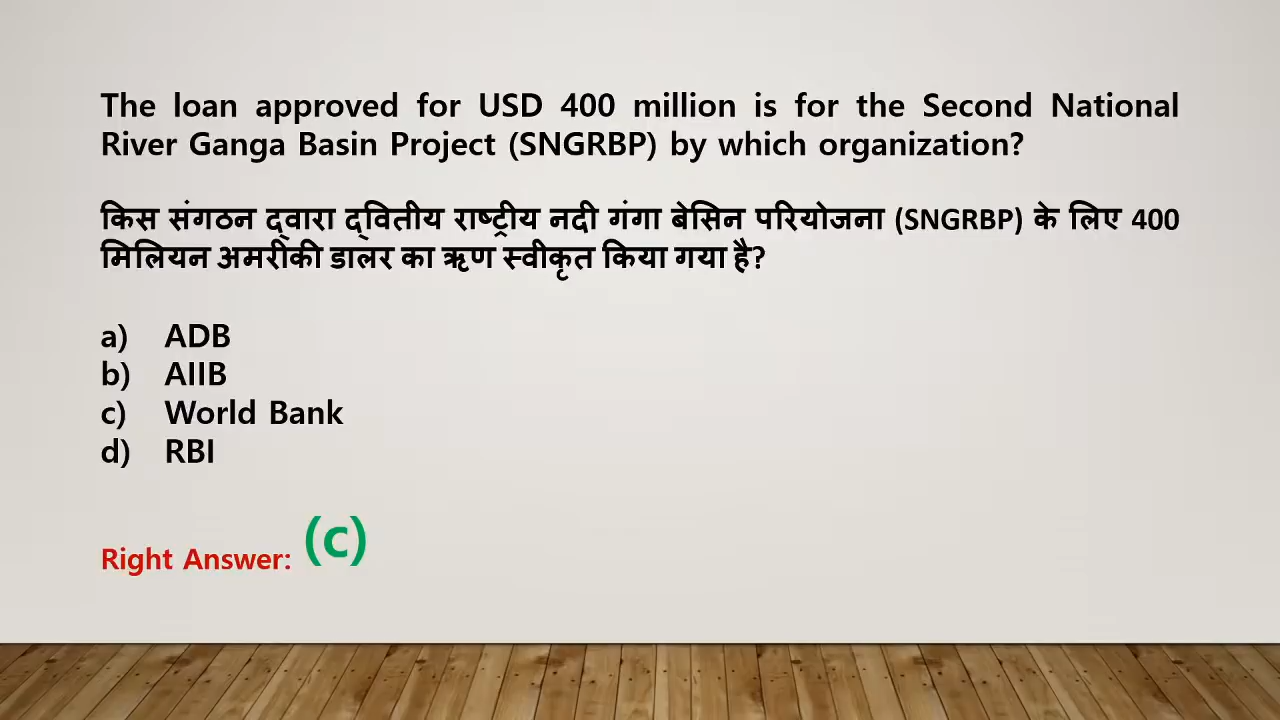 The loan approved for USD 400 million is for the Second National
River Ganga Basin Project (SNGRBP) by which organization?
किस संगठन द्वारा द्वितीय राष्ट्रीय नदी गंगा बेसिन परियोजना (SNGRBP) के लिए 400
मिलियन अमरीकी डालर का ऋण स्वीकृत किया गया है?
a) ADB
b) AIIB
c) World Bank
d) RBI
Right Answer: (c)